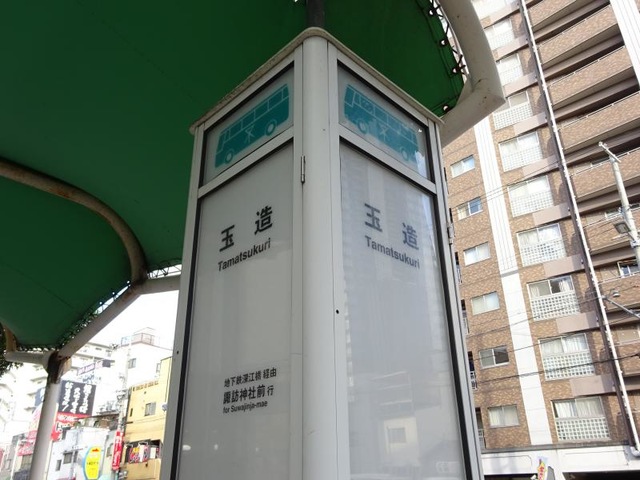 玉造
Tamatsukuri
地下鉄深江橋 経由
諏訪神社前 行
for Suwajinja-mae
玉造
Tamatsukuri